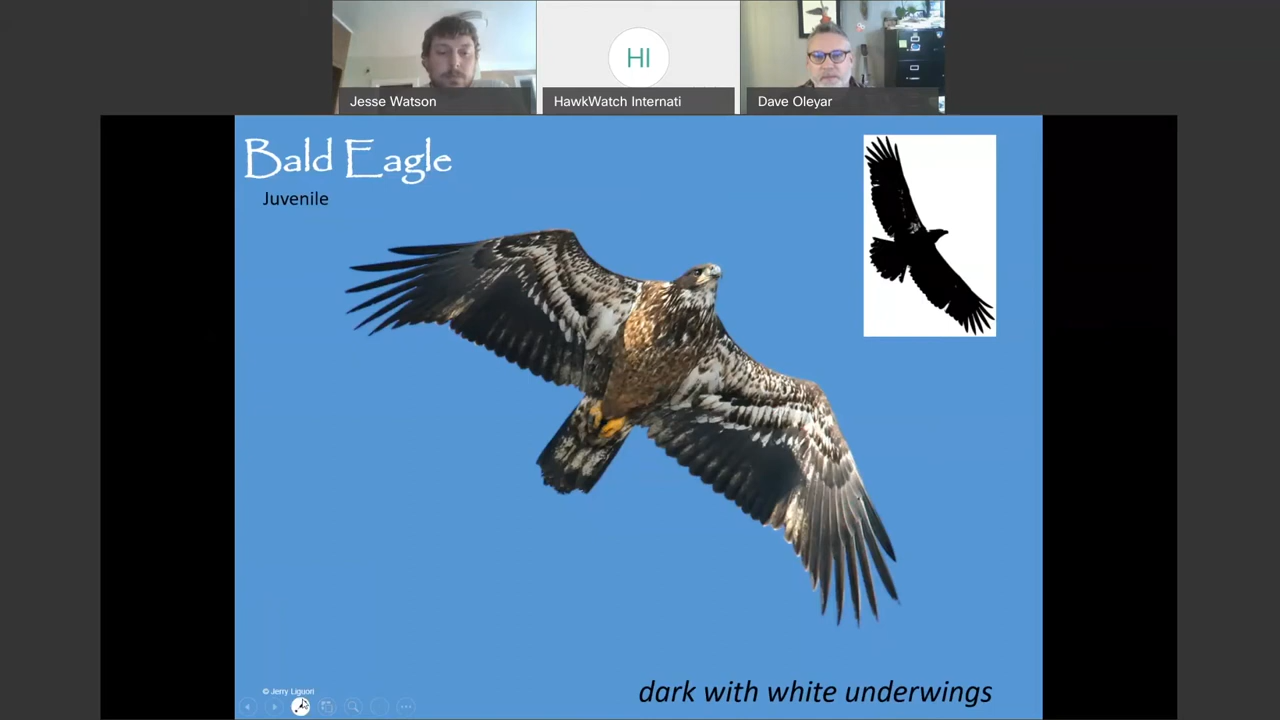 HI
Jesse Watson
HawkWatch Internati
Dave Oleyar
Bald Eagle
Juvenile
© Jerry Liguori
dark with white underwings